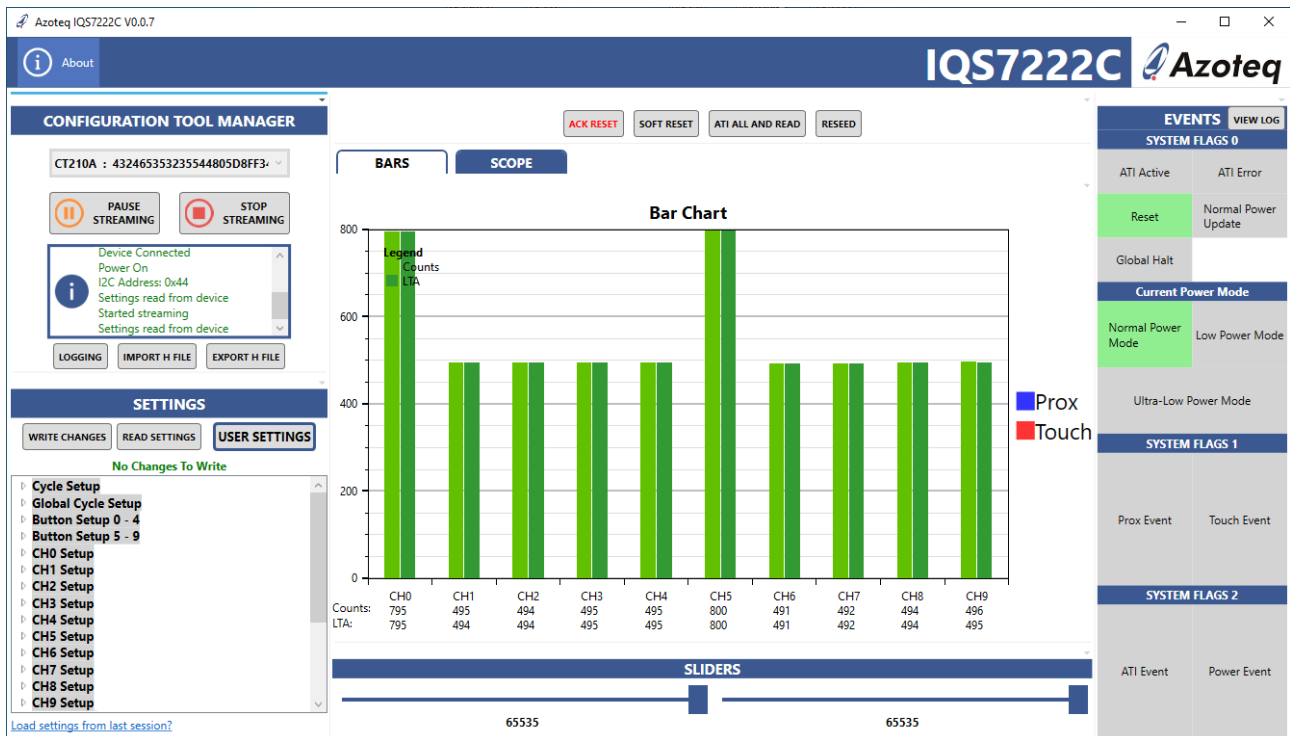 Azoteq IQS7222C V0.0.7
About
IQS7222C
Azoteq
CONFIGURATION TOOL MANAGER
CT210A : 432465353235544805D8FF34
PAUSE
STREAMING
STOP
STREAMING
Device Connected
Power On
I2C Address: 0x44
Settings read from device
Started streaming
Settings read from device
LOGGING
IMPORT H FILE
EXPORT H FILE
SETTINGS
WRITE CHANGES
READ SETTINGS
USER SETTINGS
No Changes To Write
Cycle Setup
Global Cycle Setup
Button Setup 0 - 4
Button Setup 5 - 9
CH0 Setup
CH1 Setup
CH2 Setup
CH3 Setup
CH4 Setup
CH5 Setup
CH6 Setup
CH7 Setup
CH8 Setup
CH9 Setup
Load settings from last session?
ACK RESET
SOFT RESET
ATI ALL AND READ
RESEED
BARS
SCOPE
Bar Chart
Legend
Counts
LTA
800
600
400
200
0
CH0 CH1 CH2 CH3 CH4 CH5 CH6 CH7 CH8 CH9
Counts: 795 495 494 495 495 800 491 492 494 496
LTA: 795 494 494 495 495 800 491 492 494 495
Prox
Touch
SLIDERS
65535
65535
EVENTS
VIEW LOG
SYSTEM FLAGS 0
ATI Active
ATI Error
Reset
Normal Power
Update
Global Halt
Current Power Mode
Normal Power
Mode
Low Power Mode
Ultra-Low Power Mode
SYSTEM FLAGS 1
Prox Event
Touch Event
SYSTEM FLAGS 2
ATI Event
Power Event